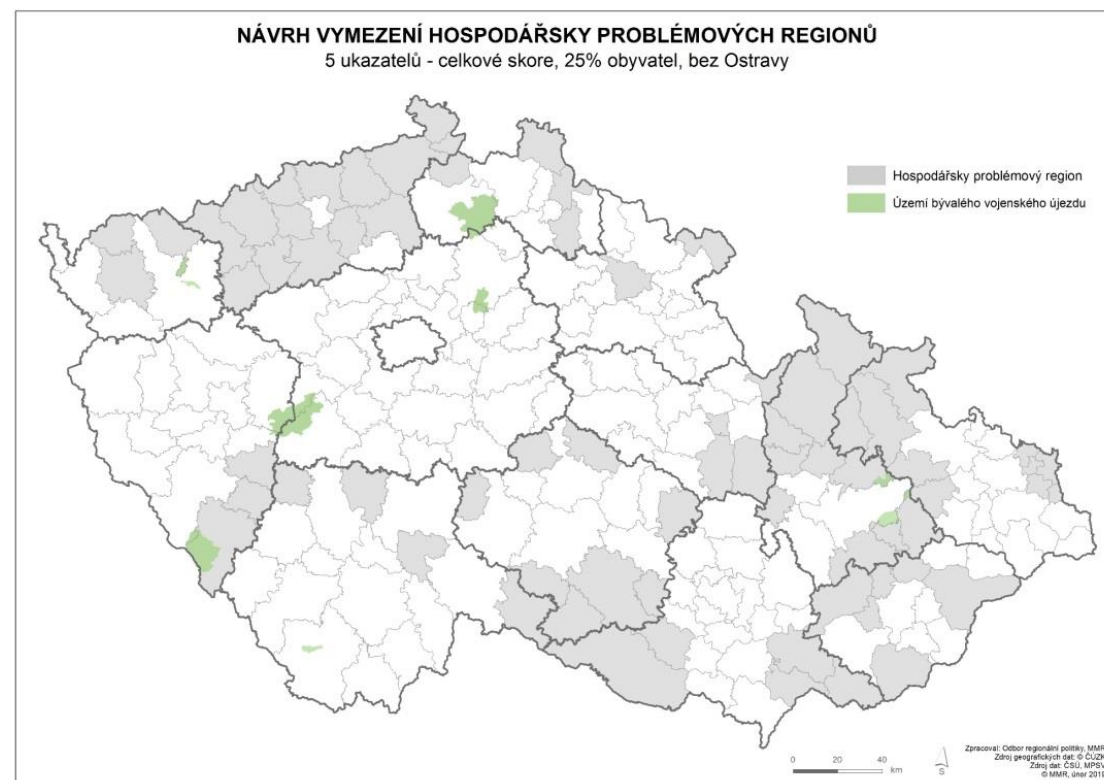 NÁVRH VYMEZENÍ HOSPODÁŘSKY PROBLÉMOVÝCH REGIONŮ
5 ukazatelů - celkové skore, 25% obyvatel, bez Ostravy
Hospodářsky problémový region
Území bývalého vojenského újezdu
0 20 40
km
S
Zpracoval: Odbor regionální politiky, MMR
Zdroj geografických dat: © ČÚZK
Zdroj dat: ČSÚ, MPSV
© MMR, únor